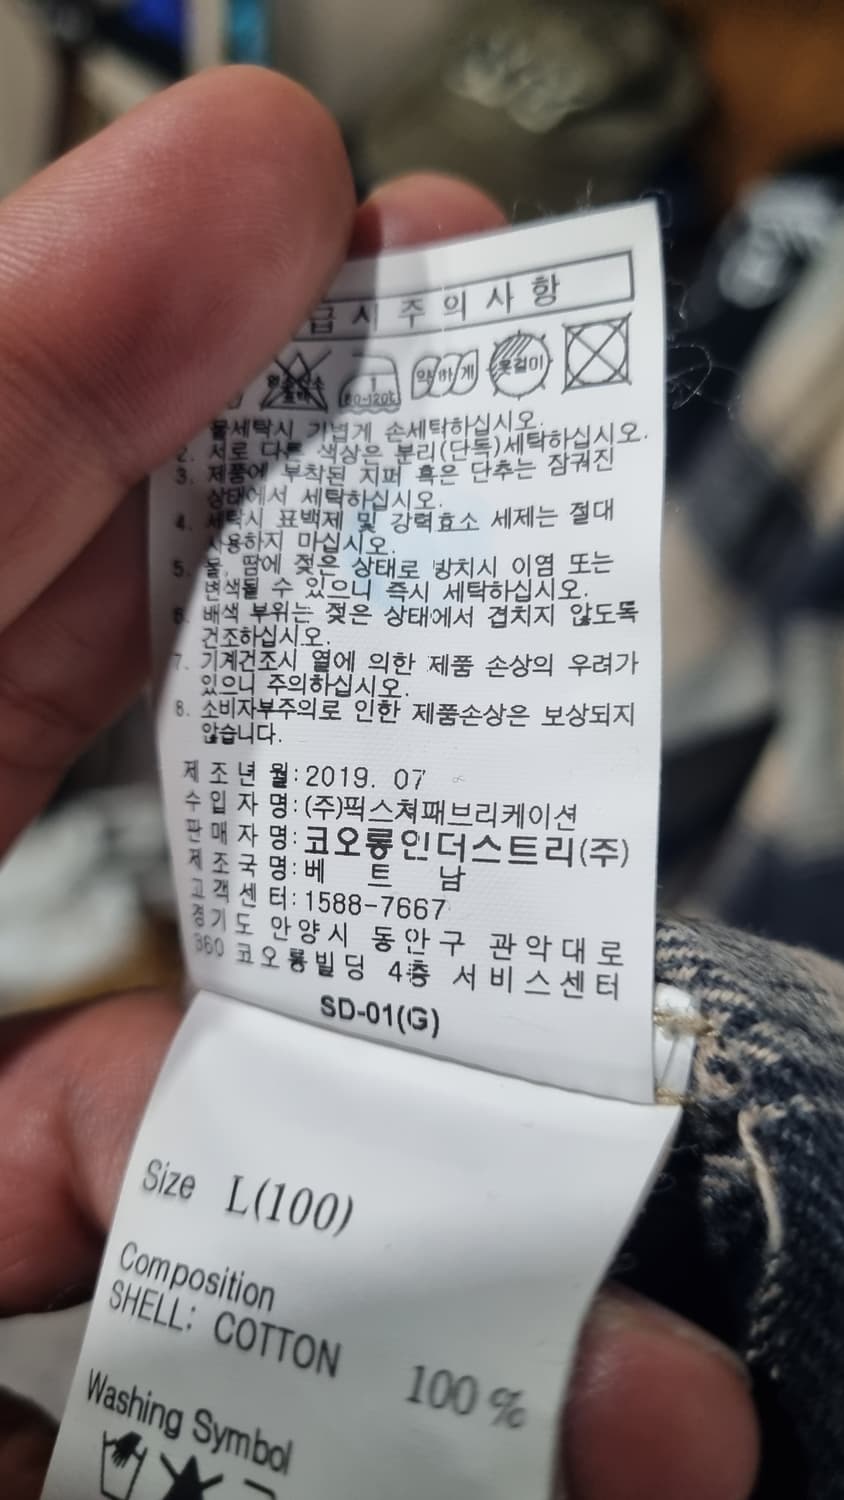 급시주의사항
약하게
옷걸이
80-120℃
물세탁시 가볍게 손세탁하십시오.
2. 서로 다른 색상은 분리(단독)세탁하십시오.
3. 제품에 부착된 지퍼 혹은 단추는 잠궈진
상태에서 세탁하십시오.
4. 세탁시 표백제 및 강력효소 세제는 절대
사용하지 마십시오.
5. 물, 땀에 젖은 상태로 방치시 이염 또는
변색될 수 있으니 즉시 세탁하십시오.
6. 배색 부위는 젖은 상태에서 겹치지 않도록
건조하십시오.
7. 기계건조시 열에 의한 제품 손상의 우려가
있으니 주의하십시오.
8. 소비자부주의로 인한 제품손상은 보상되지
않습니다.
제조년월: 2019. 07
수입자명: (주)픽스쳐패브리케이션
판매자명: 코오롱인더스트리(주)
제조국명: 베 트 남
고객센터: 1588-7667
경기도 안양시 동안구 관악대로
360 코오롱빌딩 4층 서비스센터
SD-01(G)
Size L(100)
Composition
SHELL: COTTON 100 %
Washing Symbol